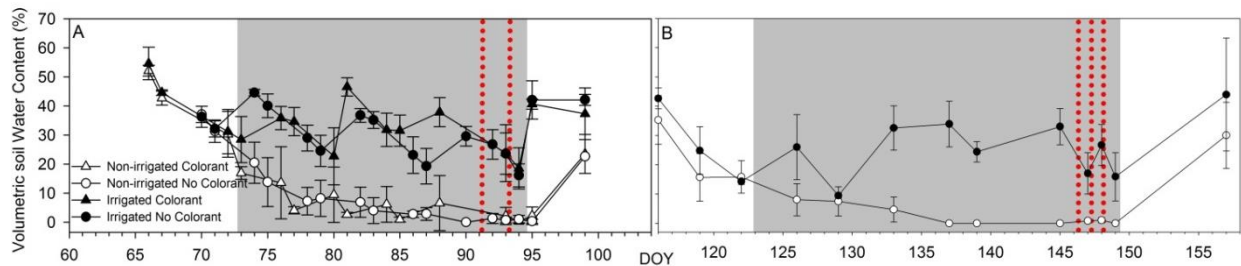 Volumetric soil Water Content (%)
70
60
50
40
30
20
10
0
A
Non-irrigated Colorant
Non-irrigated No Colorant
Irrigated Colorant
Irrigated No Colorant
60 65 70 75 80 85 90 95 100 DOY
B
120 125 130 135 140 145 150 155